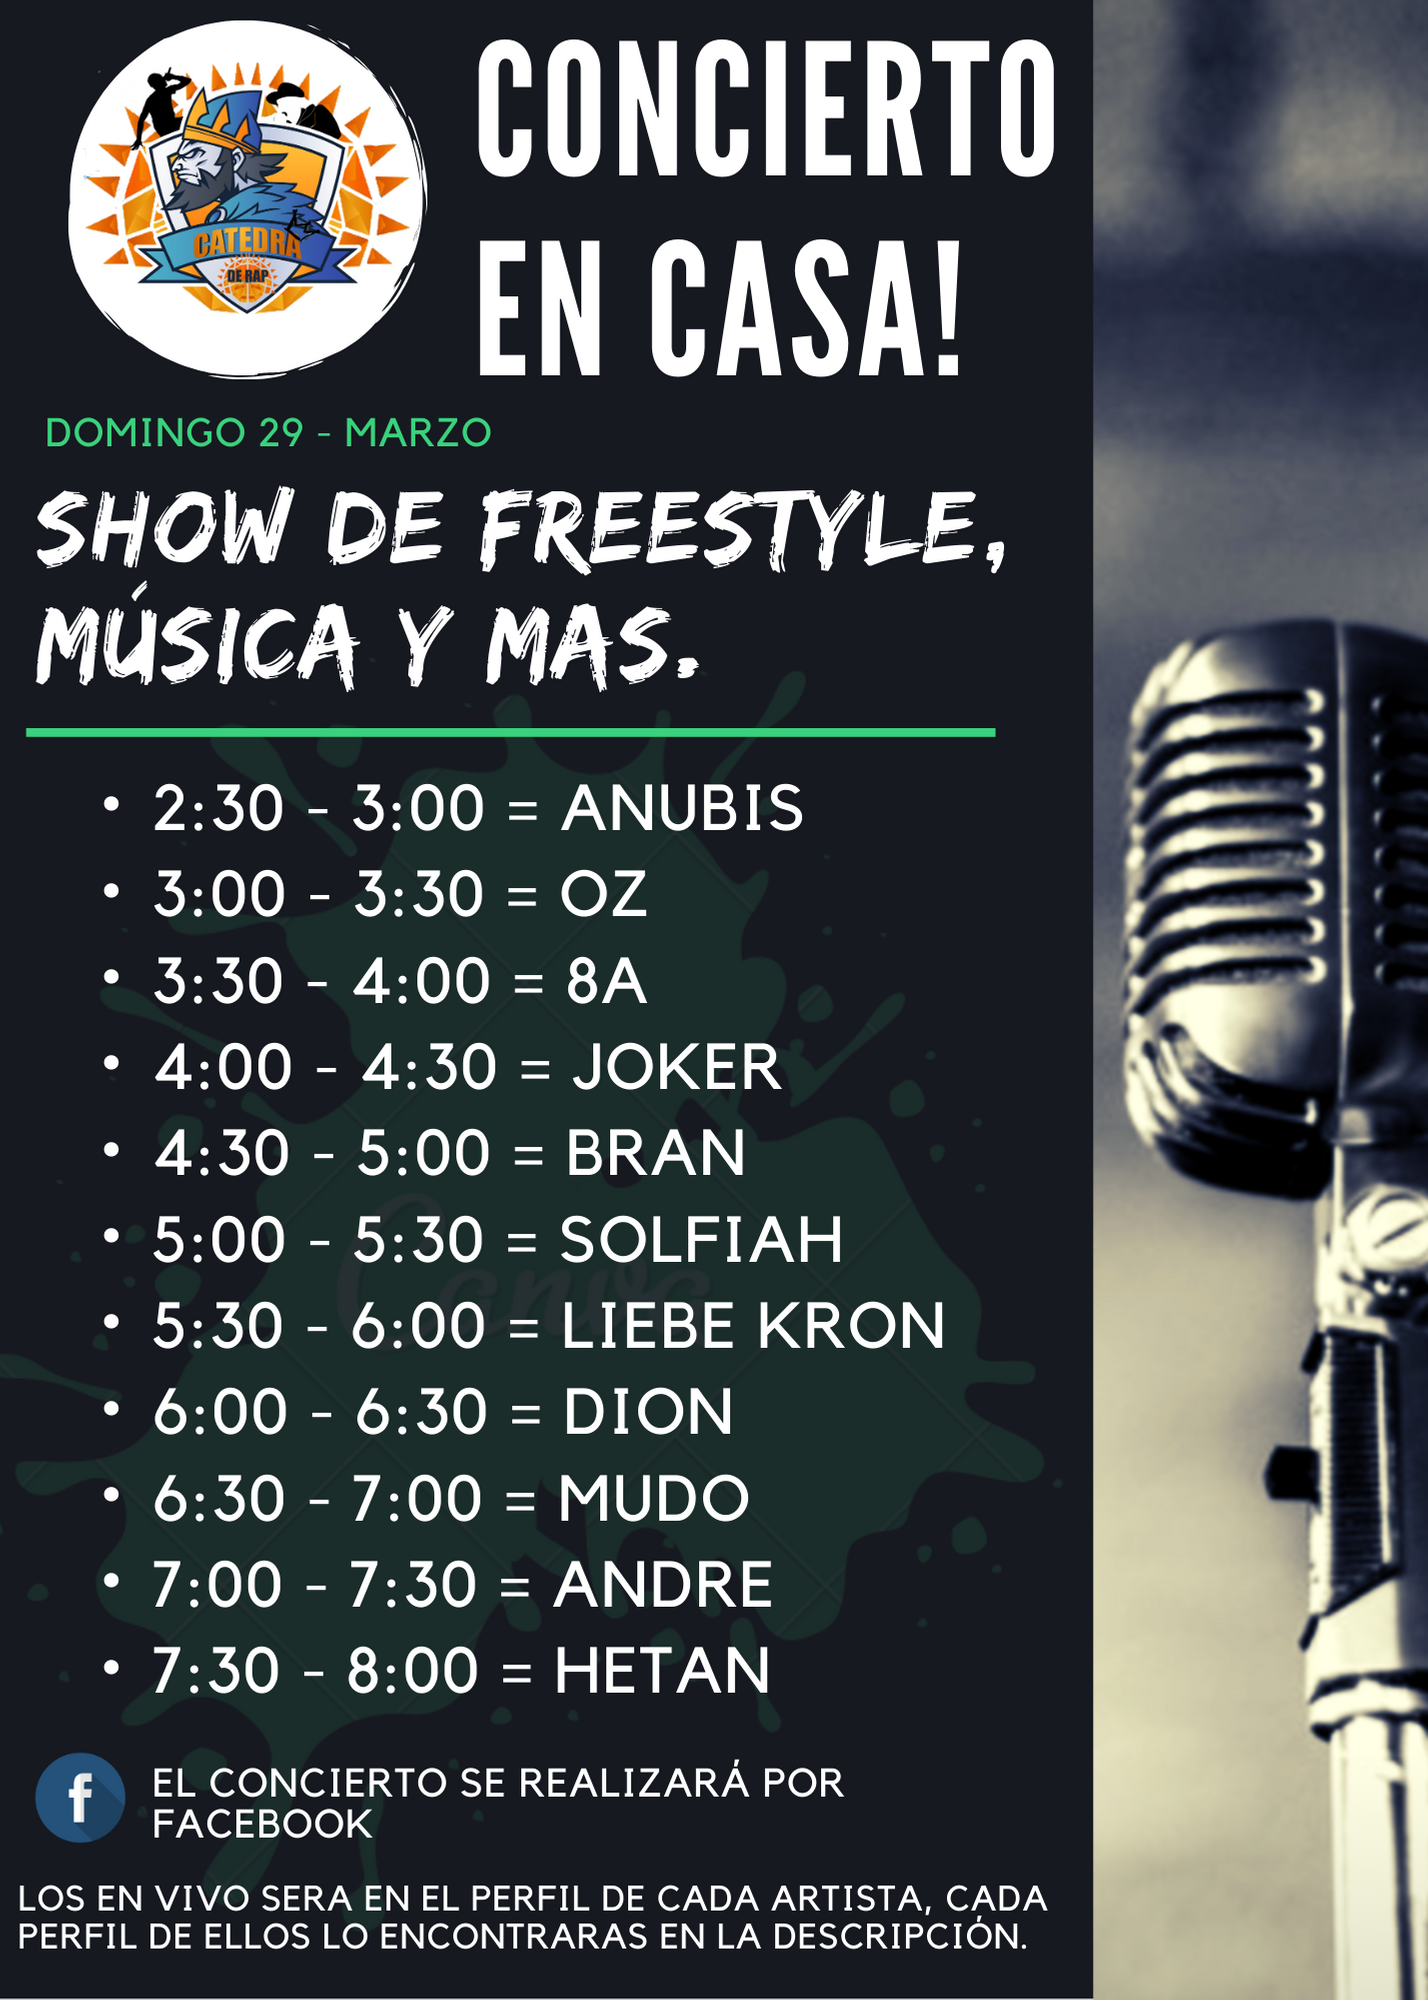 CATEDRA
DE RAP
CONCIERTO
EN CASA!
DOMINGO 29 - MARZO
SHOW DE FREESTYLE,
MÚSICA Y MAS.
• 2:30 - 3:00 = ANUBIS
• 3:00 - 3:30 = OZ
• 3:30 - 4:00 = 8A
• 4:00 - 4:30 = JOKER
• 4:30 - 5:00 = BRAN
• 5:00 - 5:30 = SOLFIAH
• 5:30 - 6:00 = LIEBE KRON
• 6:00 - 6:30 = DION
• 6:30 - 7:00 = MUDO
• 7:00 - 7:30 = ANDRE
• 7:30 - 8:00 = HETAN
Canva
f
EL CONCIERTO SE REALIZARÁ POR
FACEBOOK
LOS EN VIVO SERA EN EL PERFIL DE CADA ARTISTA, CADA
PERFIL DE ELLOS LO ENCONTRARAS EN LA DESCRIPCIÓN.